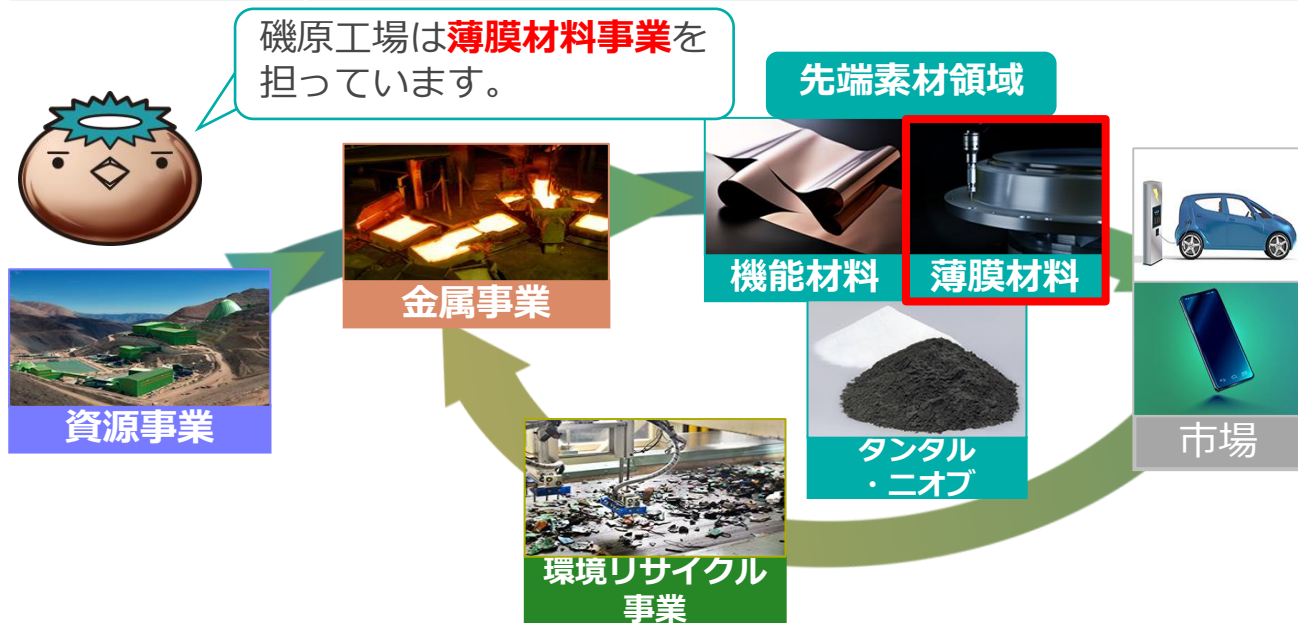 磯原工場は薄膜材料事業を
担っています。
先端素材領域
機能材料
薄膜材料
金属事業
資源事業
タンタル
・ニオブ
市場
環境リサイクル
事業